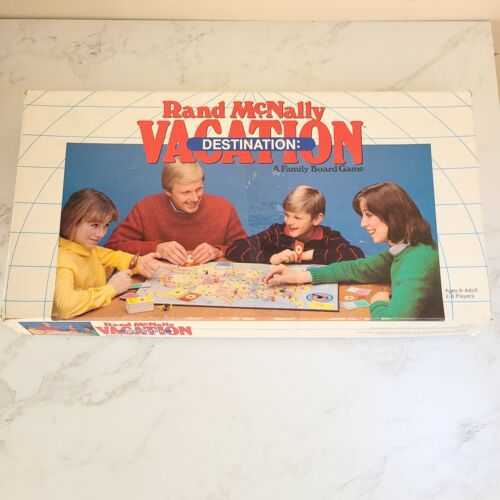 Rand McNally
VACATION
DESTINATION:
A Family Board Game
Ages 8-Adult
2-6 Players
Rand McNally
VACATION